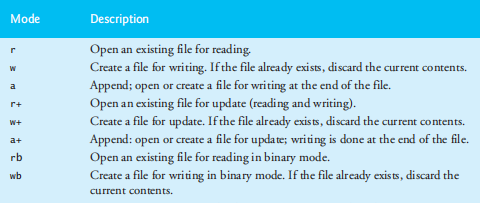 Mode Description
r Open an existing file for reading.
w Create a file for writing. If the file already exists, discard the current contents.
a Append; open or create a file for writing at the end of the file.
r+ Open an existing file for update (reading and writing).
w+ Create a file for update. If the file already exists, discard the current contents.
a+ Append: open or create a file for update; writing is done at the end of the file.
rb Open an existing file for reading in binary mode.
wb Create a file for writing in binary mode. If the file already exists, discard the
current contents.